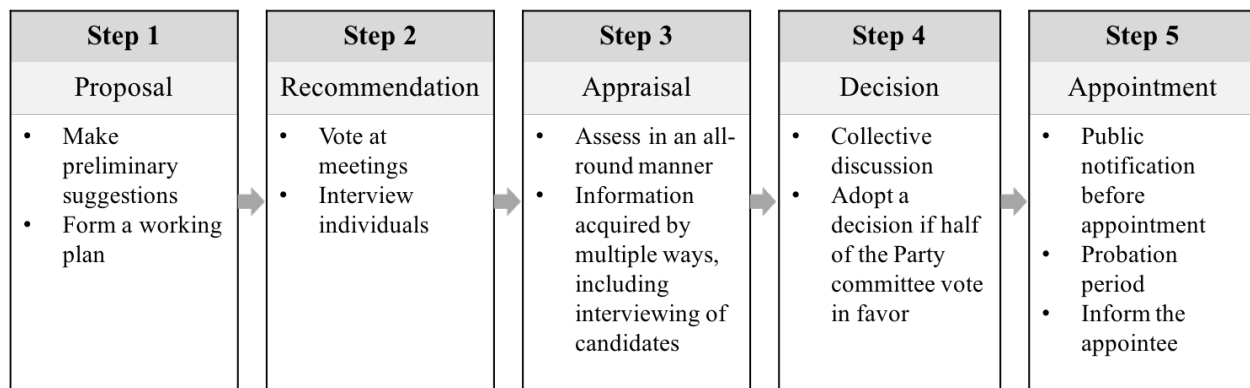 Step 1
Proposal
• Make
preliminary
suggestions
• Form a working
plan
Step 2
Recommendation
• Vote at
meetings
• Interview
individuals
Step 3
Appraisal
• Assess in an all-
round manner
• Information
acquired by
multiple ways,
including
interviewing of
candidates
Step 4
Decision
• Collective
discussion
• Adopt a
decision if half
of the Party
committee vote
in favor
Step 5
Appointment
• Public
notification
before
appointment
• Probation
period
• Inform the
appointee